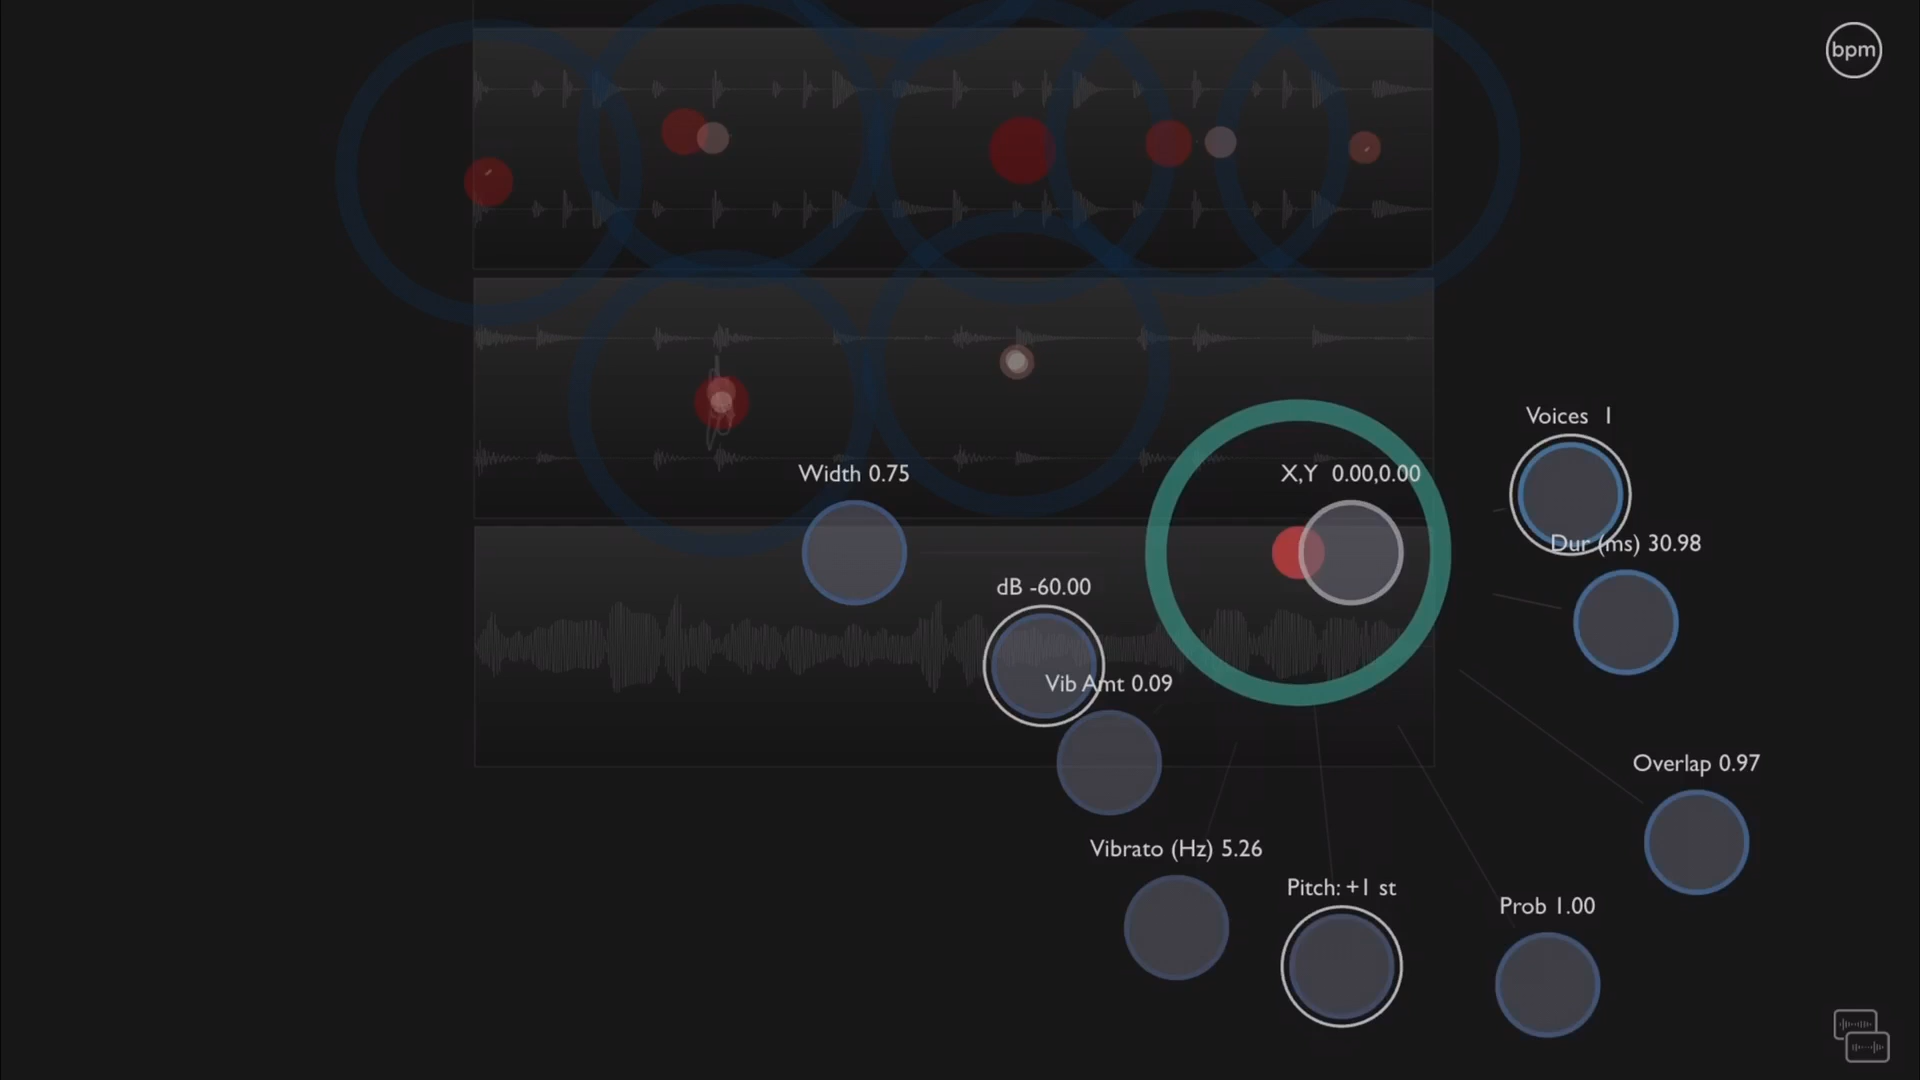 bpm
Voices 1
Width 0.75
X,Y 0.00,0.00
Dur (ms) 30.98
dB -60.00
Vib Amt 0.09
Overlap 0.97
Vibrato (Hz) 5.26
Pitch: +1 st
Prob 1.00